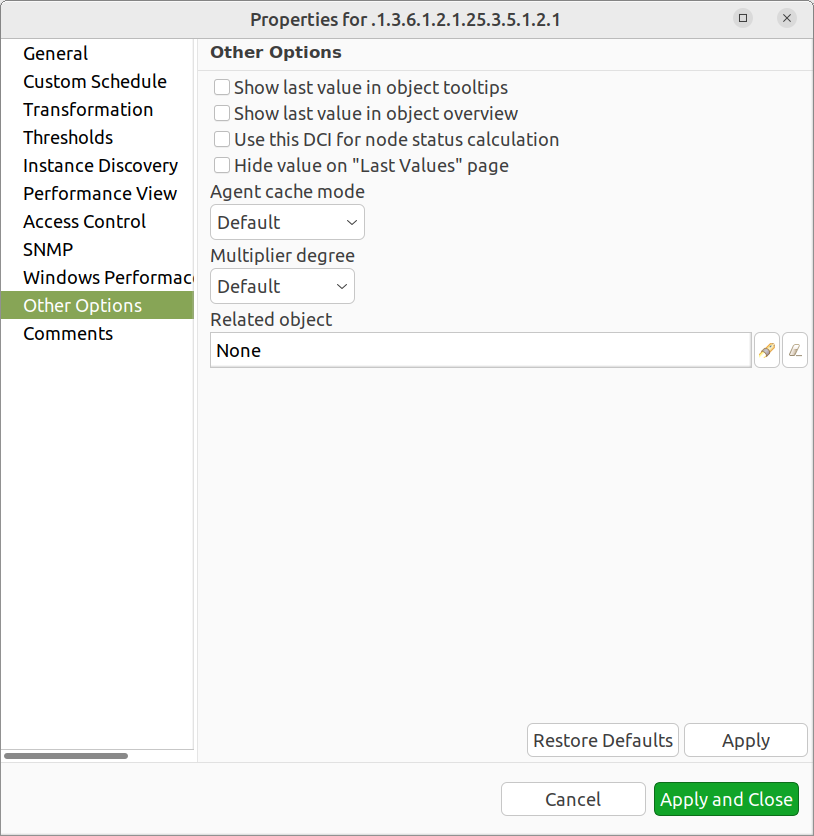 Properties for .1.3.6.1.2.1.25.3.5.1.2.1
General
Custom Schedule
Transformation
Thresholds
Instance Discovery
Performance View
Access Control
SNMP
Windows Performac
Other Options
Comments
Other Options
Show last value in object tooltips
Show last value in object overview
Use this DCI for node status calculation
Hide value on "Last Values" page
Agent cache mode
Default
Multiplier degree
Default
Related object
None
Restore Defaults
Apply
Cancel
Apply and Close